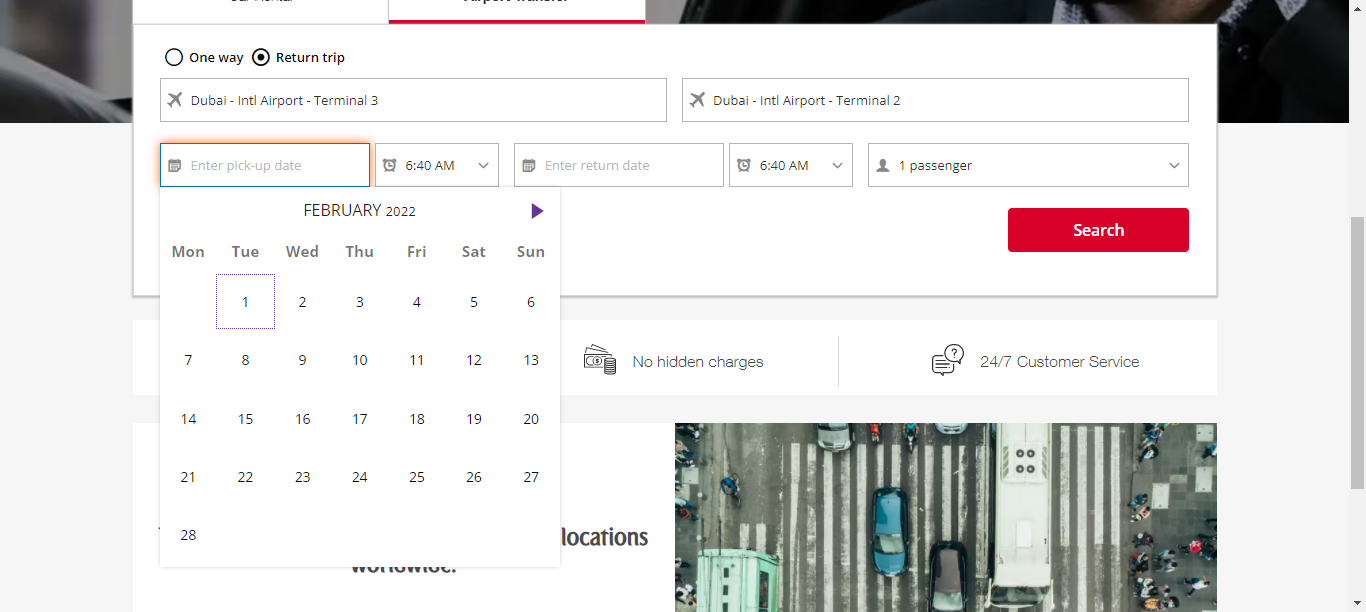 One way Return trip
Dubai - Intl Airport - Terminal 3 Dubai - Intl Airport - Terminal 2
Enter pick-up date 6:40 AM Enter return date 6:40 AM 1 passenger
FEBRUARY 2022
Search
Mon Tue Wed Thu Fri Sat Sun
1 2 3 4 5 6
7 8 9 10 11 12 13
14 15 16 17 18 19 20
21 22 23 24 25 26 27
28
No hidden charges
24/7 Customer Service
locations
worldwide.